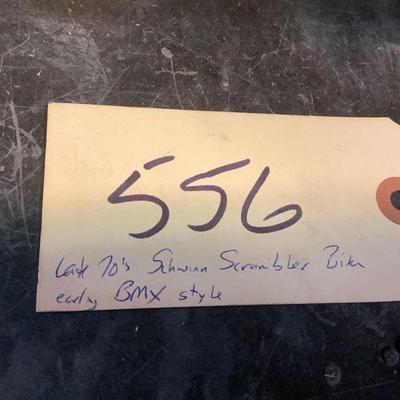 556
Late 70's Schwinn Scrambler Bike
early BMX style